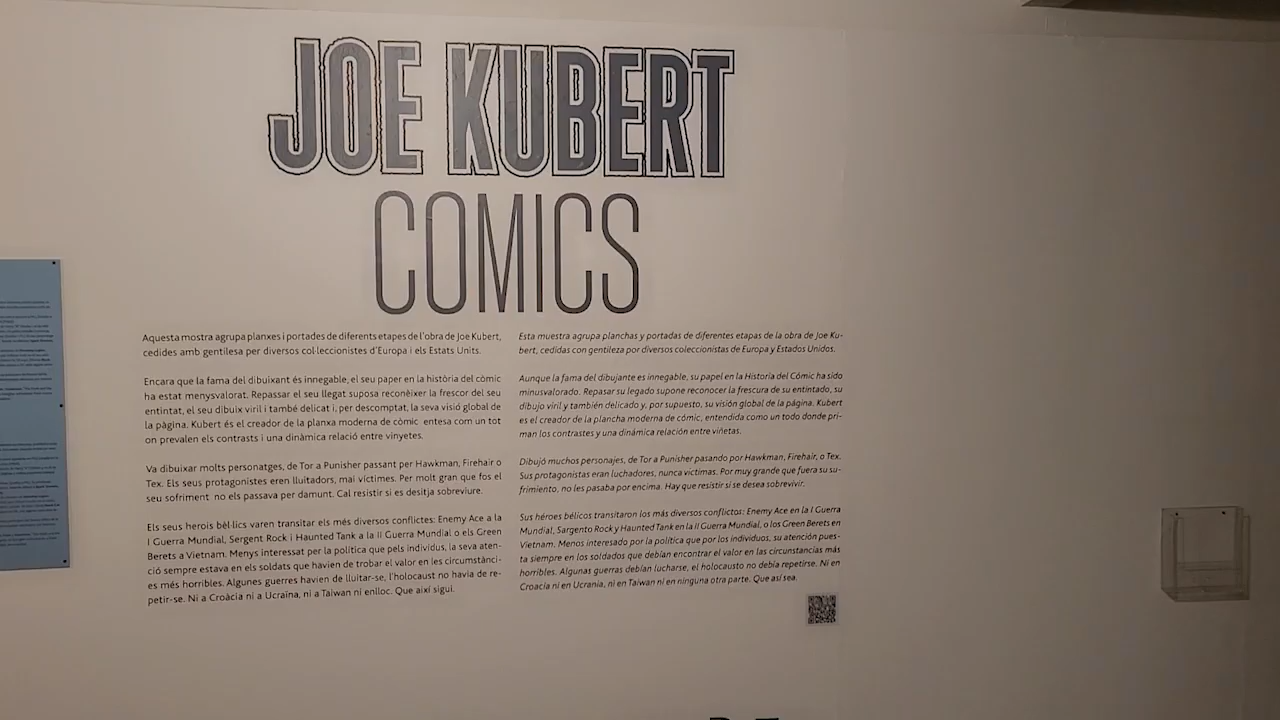 JOE KUBERT
COMICS
Aquesta mostra agrupa planxes i portades de diferents etapes de l'obra de Joe Kubert,
cedides amb gentilesa per diversos col·leccionistes d'Europa i els Estats Units.
Encara que la fama del dibuixant és innegable, el seu paper en la història del còmic
ha estat menysvalorat. Repassar el seu llegat suposa reconèixer la frescor del seu
entintat, el seu dibuix viril i també delicat i, per descomptat, la seva visió global de
la pàgina. Kubert és el creador de la planxa moderna de còmic entesa com un tot
on prevalen els contrasts i una dinàmica relació entre vinyetes.
Va dibuixar molts personatges, de Tor a Punisher passant per Hawkman, Firehair o
Tex. Els seus protagonistes eren lluitadors, mai víctimes. Per molt gran que fos el
seu sofriment no els passava per damunt. Cal resistir si es desitja sobreviure.
Els seus herois bèl·lics varen transitar els més diversos conflictes: Enemy Ace a la
I Guerra Mundial, Sergent Rock i Haunted Tank a la II Guerra Mundial o els Green
Berets a Vietnam. Menys interessat per la política que pels individus, la seva aten-
ció sempre estava en els soldats que havien de trobar el valor en les circumstànci-
es més horribles. Algunes guerres havien de lluitar-se, l'holocaust no havia de re-
petir-se. Ni a Croàcia ni a Ucraïna, ni a Taiwan ni enlloc. Que així sigui.
Esta muestra agrupa planchas y portadas de diferentes etapas de la obra de Joe Ku-
bert, cedidas con gentileza por diversos coleccionistas de Europa y Estados Unidos.
Aunque la fama del dibujante es innegable, su papel en la Historia del Cómic ha sido
minusvalorado. Repasar su legado supone reconocer la frescura de su entintado, su
dibujo viril y también delicado y, por supuesto, su visión global de la página. Kubert
es el creador de la plancha moderna de cómic, entendida como un todo donde pri-
man los contrastes y una dinámica relación entre viñetas.
Dibujó muchos personajes, de Tor a Punisher pasando por Hawkman, Firehair, o Tex.
Sus protagonistas eran luchadores, nunca víctimas. Por muy grande que fuera su su-
frimiento, no les pasaba por encima. Hay que resistir si se desea sobrevivir.
Sus héroes bélicos transitaron los más diversos conflictos: Enemy Ace en la I Guerra
Mundial, Sargento Rock y Haunted Tank en la II Guerra Mundial, o los Green Berets en
Vietnam. Menos interesado por la política que por los individuos, su atención pues-
ta siempre en los soldados que debían encontrar el valor en las circunstancias más
horribles. Algunas guerras debían lucharse, el holocausto no debía repetirse. Ni en
Croacia ni en Ucrania, ni en Taiwan ni en ninguna otra parte. Que así sea.